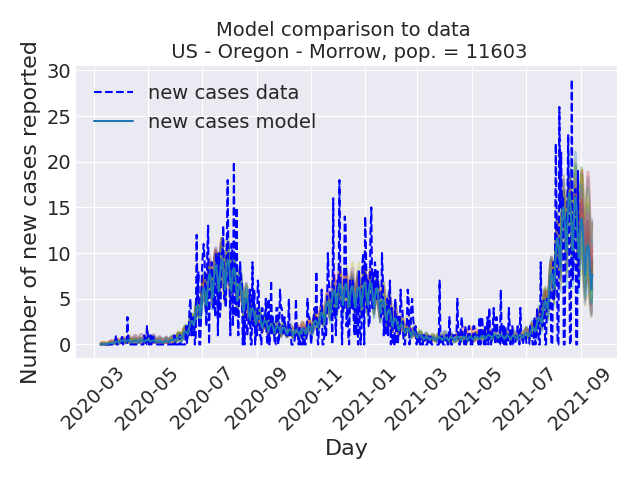 Model comparison to data
US - Oregon - Morrow, pop. = 11603
Number of new cases reported
30
25
20
15
10
5
0
new cases data
new cases model
2020-03
2020-05
2020-07
2020-09
2020-11
2021-01
2021-03
2021-05
2021-07
2021-09
Day